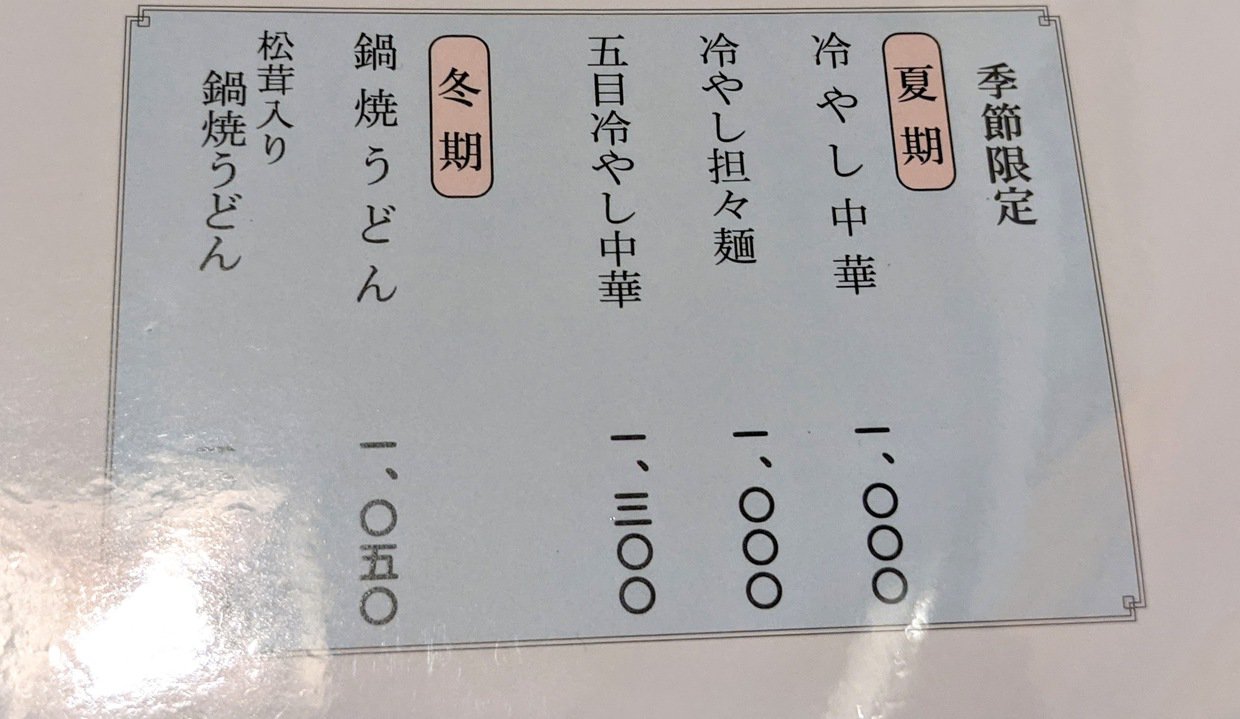 季節限定
夏期
冷やし中華 一、〇〇〇
冷やし担々麺 一、〇〇〇
五目冷やし中華 一、三〇〇
冬期
鍋焼うどん 一、〇五〇
松茸入り
鍋焼うどん